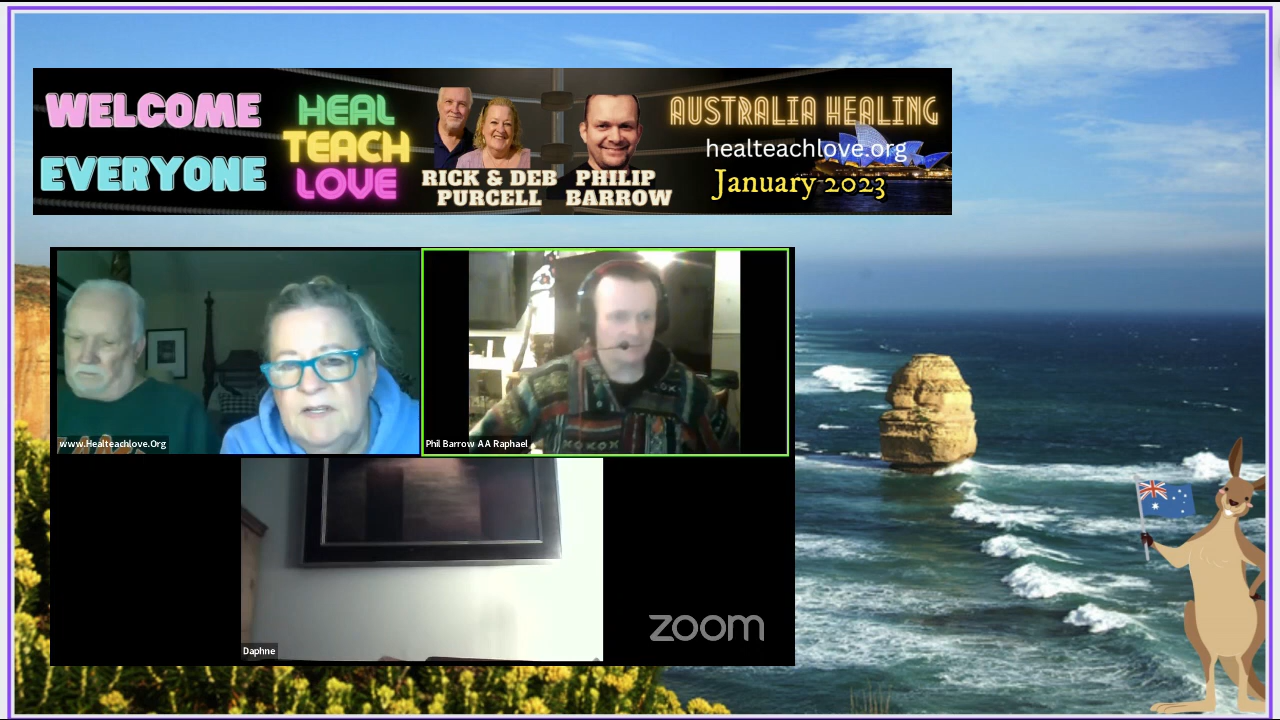 WELCOME
EVERYONE
HEAL
TEACH
LOVE
RICK & DEB
PURCELL
PHILIP
BARROW
AUSTRALIA HEALING
healteachlove.org
January 2023
www.Healteachlove.Org
Phil Barrow AA Raphael
Daphne
zoom